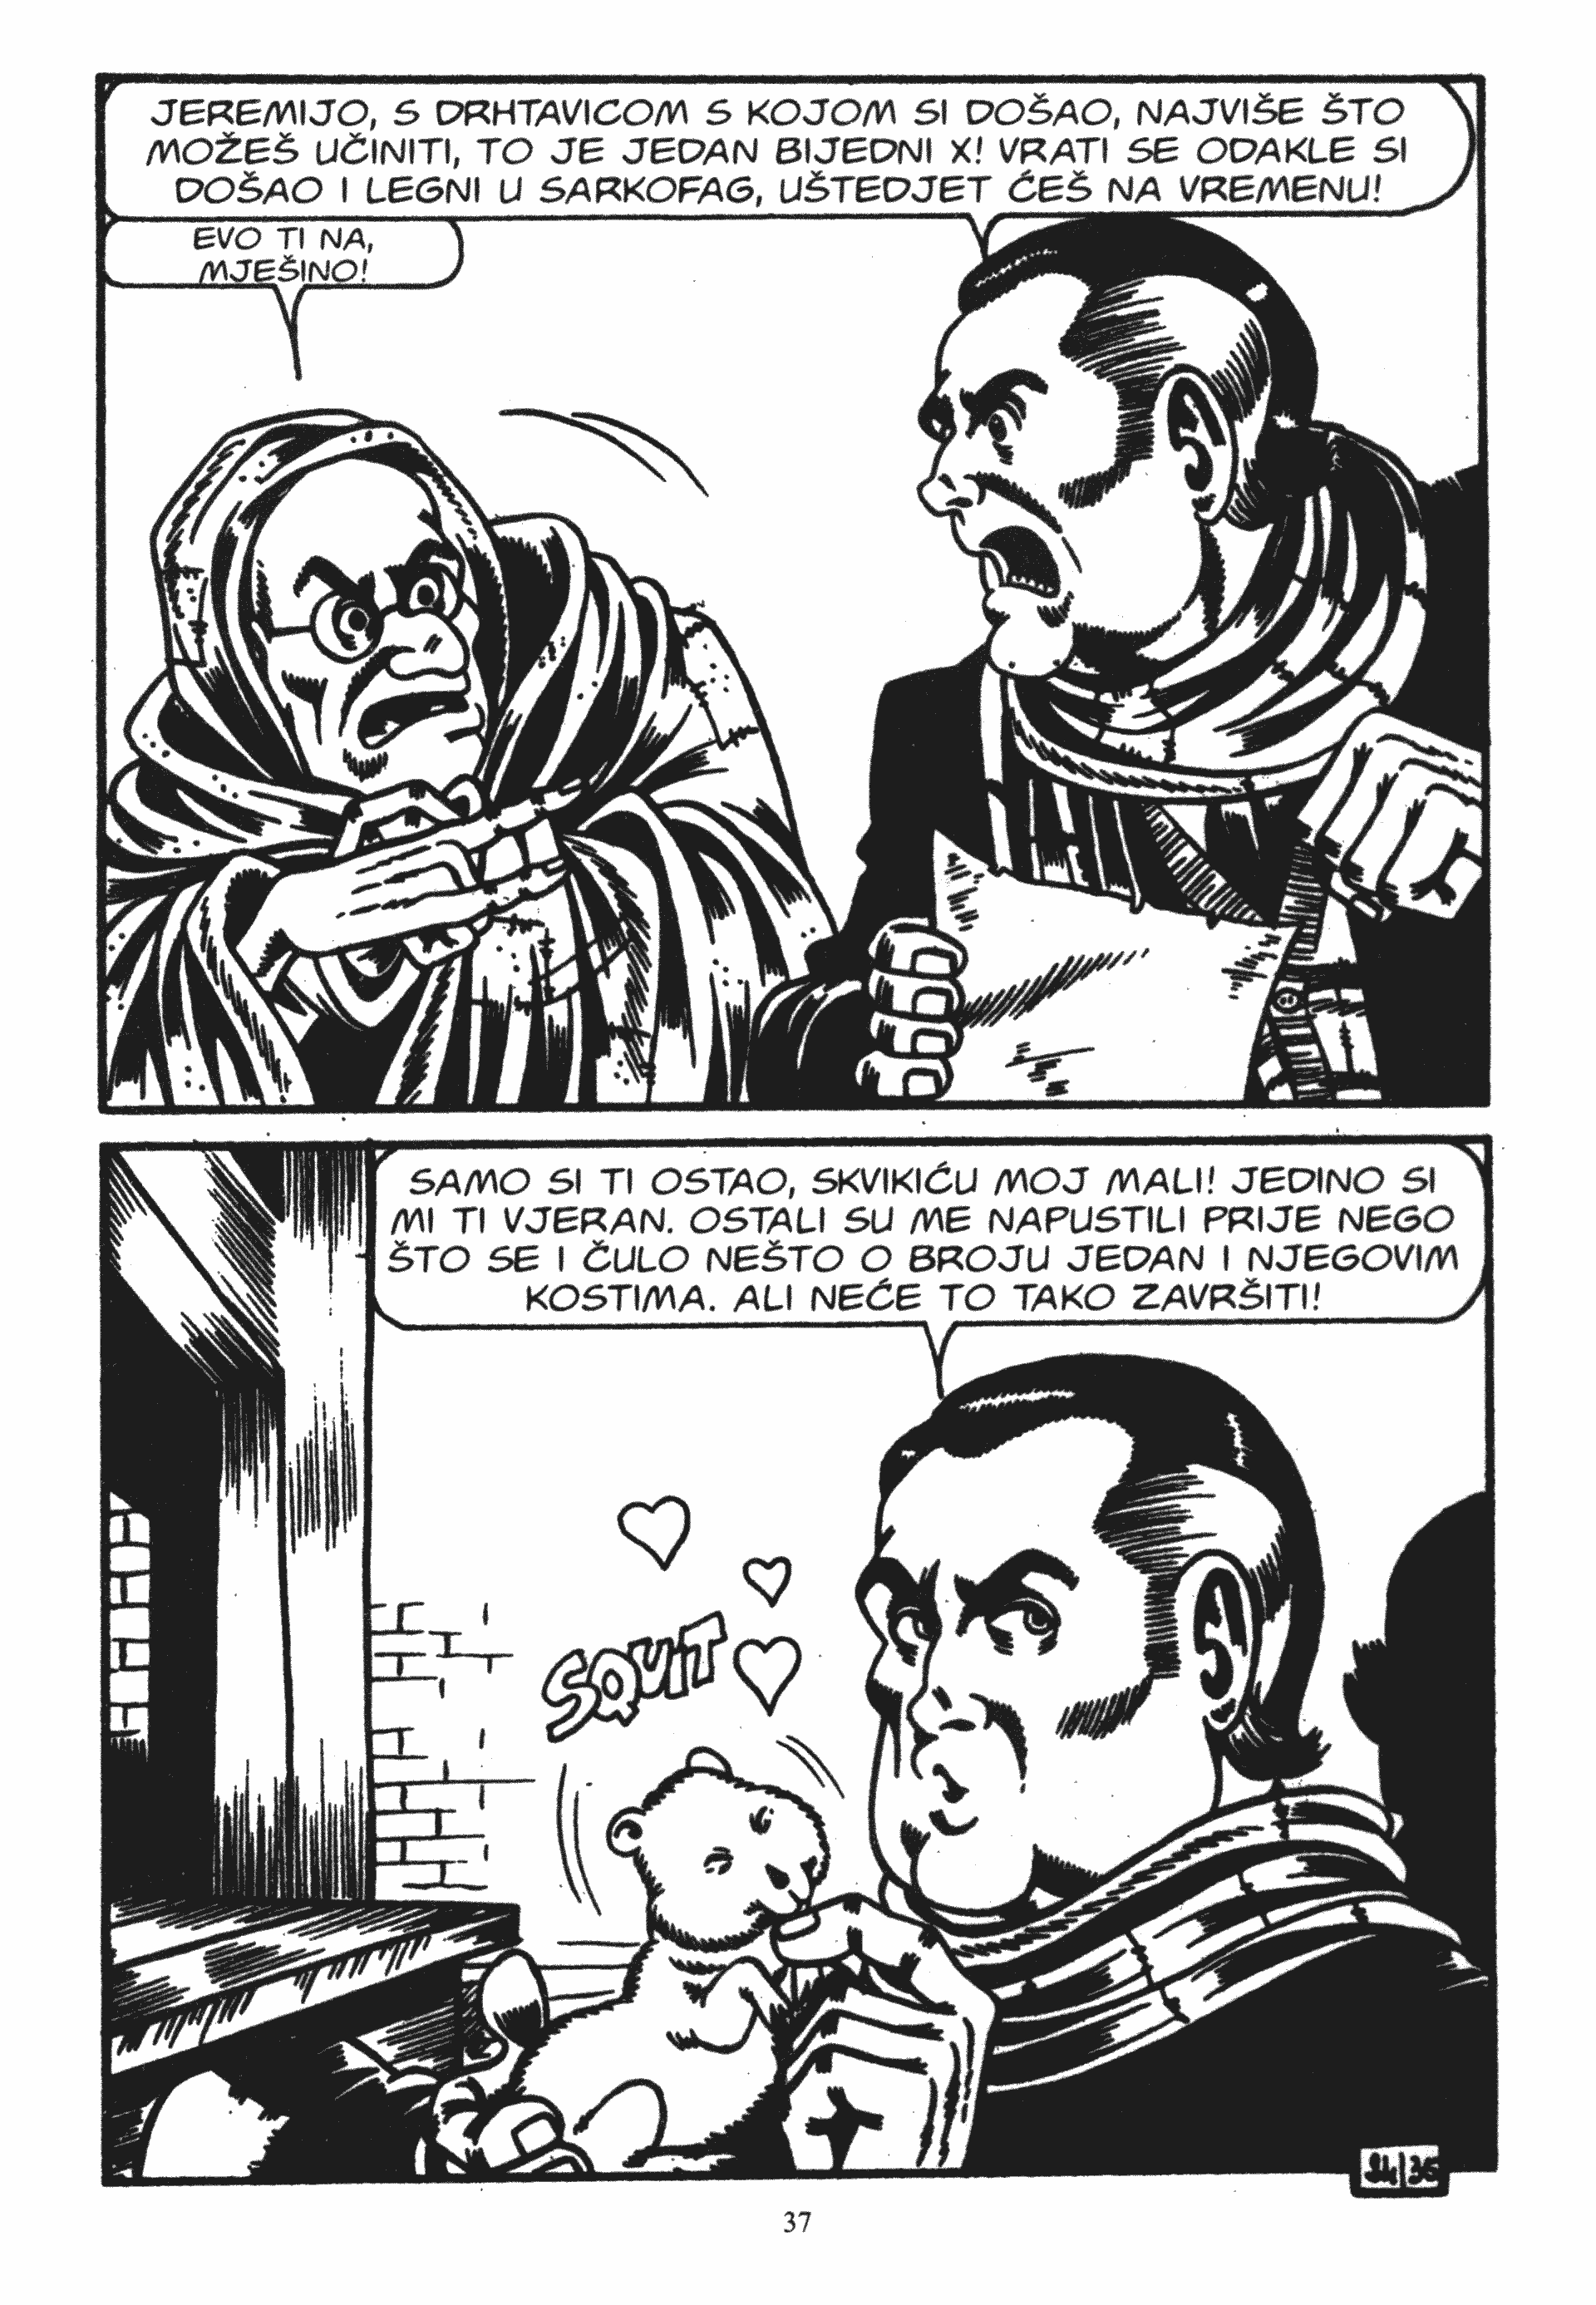 JEREMIJO, S DRHTAVICOM S KOJOM SI DOŠAO, NAJVIŠE ŠTO
MOŽEŠ UČINITI, TO JE JEDAN BIJEDNI X! VRATI SE ODAKLE SI
DOŠAO I LEGNI U SARKOFAG, UŠTEDJET ĆEŠ NA VREMENU!
EVO TI NA,
MJEŠINO!
SAMO SI TI OSTAO, SKVIKIĆU MOJ MALI! JEDINO SI
MI TI VJERAN. OSTALI SU ME NAPUSTILI PRIJE NEGO
ŠTO SE I ČULO NEŠTO O BROJU JEDAN I NJEGOVIM
KOSTIMA. ALI NEĆE TO TAKO ZAVRŠITI!
SQUIT
37